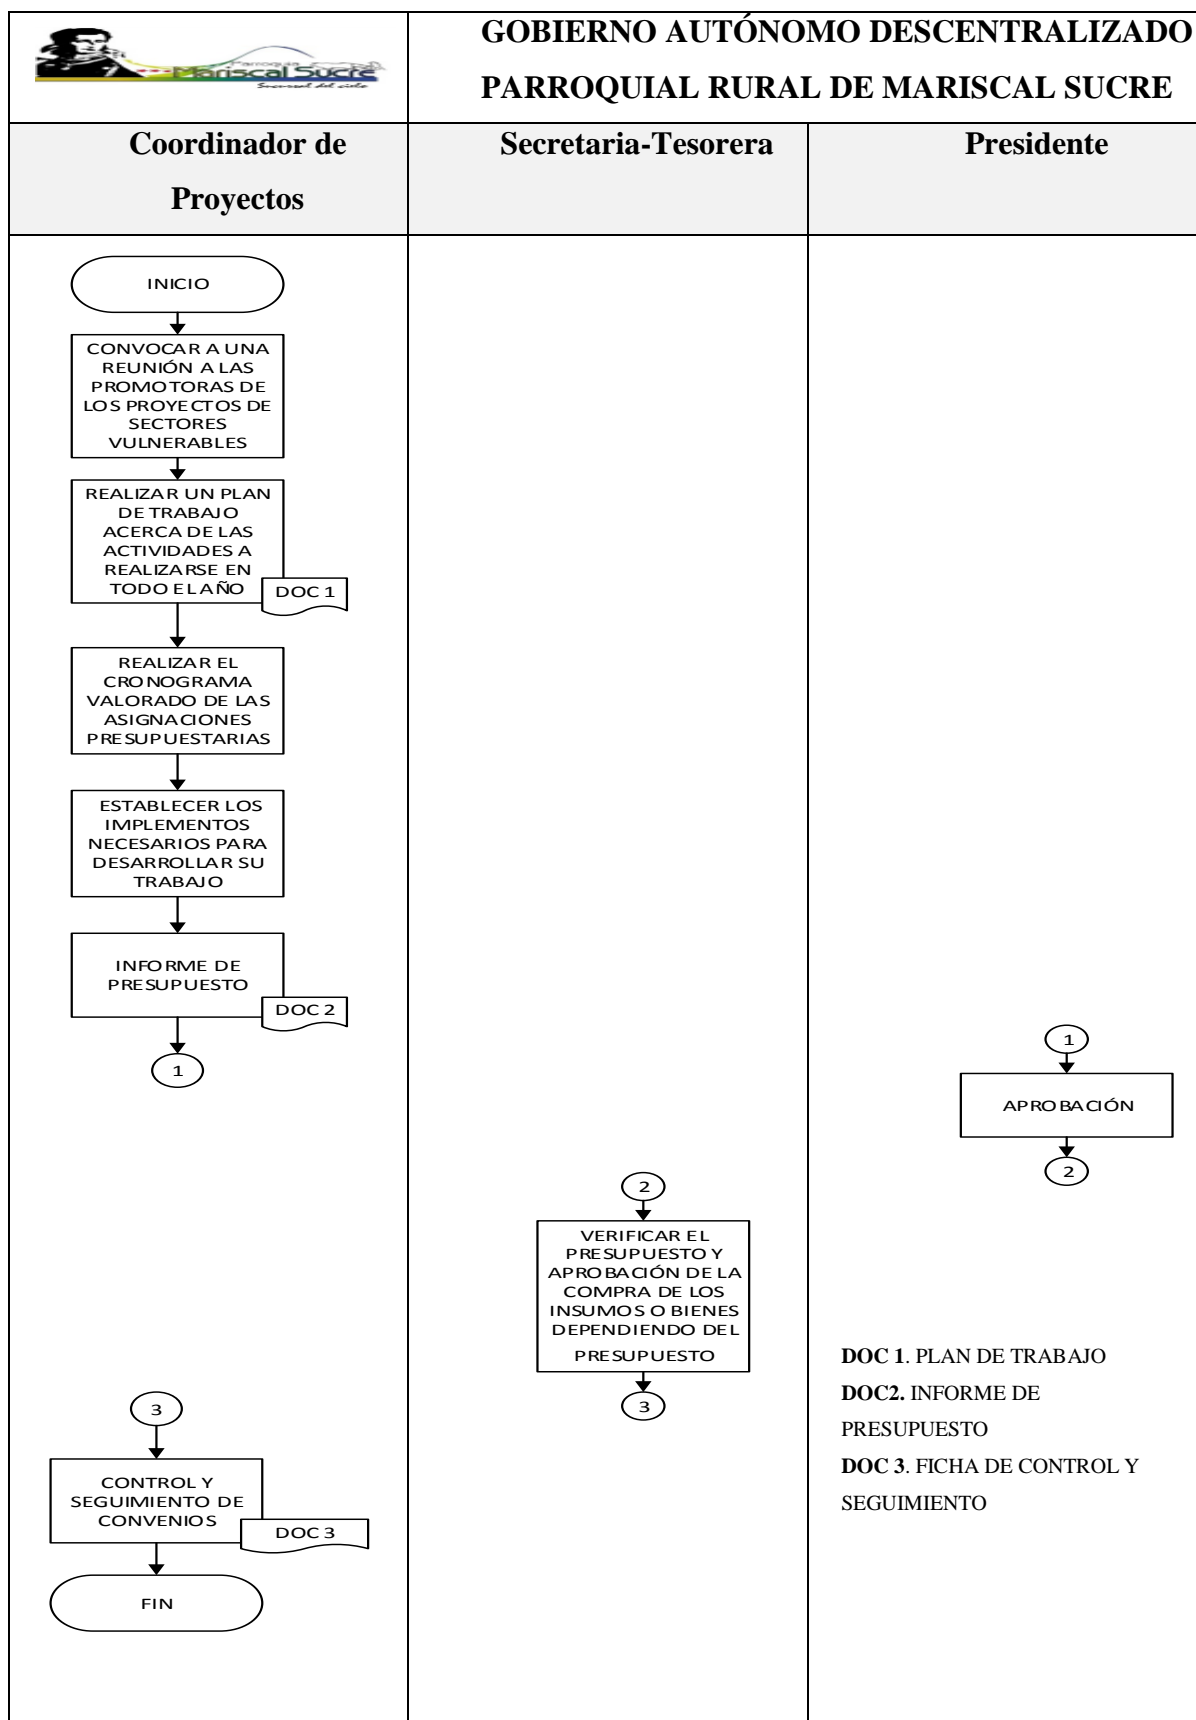 Parroquia
Mariscal Sucre
Sucursal del cielo
GOBIERNO AUTÓNOMO DESCENTRALIZADO
PARROQUIAL RURAL DE MARISCAL SUCRE
Coordinador de
Proyectos
Secretaria-Tesorera
Presidente
INICIO
CONVOCAR A UNA
REUNIÓN A LAS
PROMOTORAS DE
LOS PROYECTOS DE
SECTORES
VULNERABLES
REALIZAR UN PLAN
DE TRABAJO
ACERCA DE LAS
ACTIVIDADES A
REALIZARSE EN
TODO EL AÑO
DOC 1
REALIZAR EL
CRONOGRAMA
VALORADO DE LAS
ASIGNACIONES
PRESUPUESTARIAS
ESTABLECER LOS
IMPLEMENTOS
NECESARIOS PARA
DESARROLLAR SU
TRABAJO
INFORME DE
PRESUPUESTO
DOC 2
1
1
APROBACIÓN
2
2
VERIFICAR EL
PRESUPUESTO Y
APROBACIÓN DE LA
COMPRA DE LOS
INSUMOS O BIENES
DEPENDIENDO DEL
PRESUPUESTO
3
DOC 1. PLAN DE TRABAJO
DOC2. INFORME DE
PRESUPUESTO
DOC 3. FICHA DE CONTROL Y
SEGUIMIENTO
3
CONTROL Y
SEGUIMIENTO DE
CONVENIOS
DOC 3
FIN